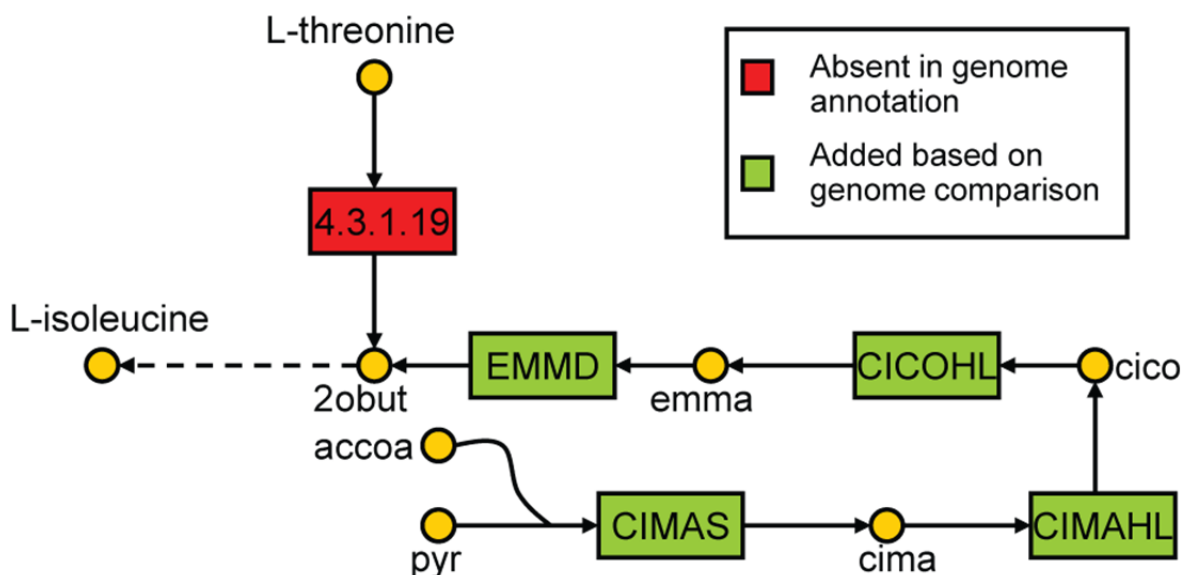 L-threonine
Absent in genome
annotation
Added based on
genome comparison
4.3.1.19
L-isoleucine
EMMD
CICOHL
cico
2obut
emma
accoa
CIMAS
CIMAHL
pyr
cima